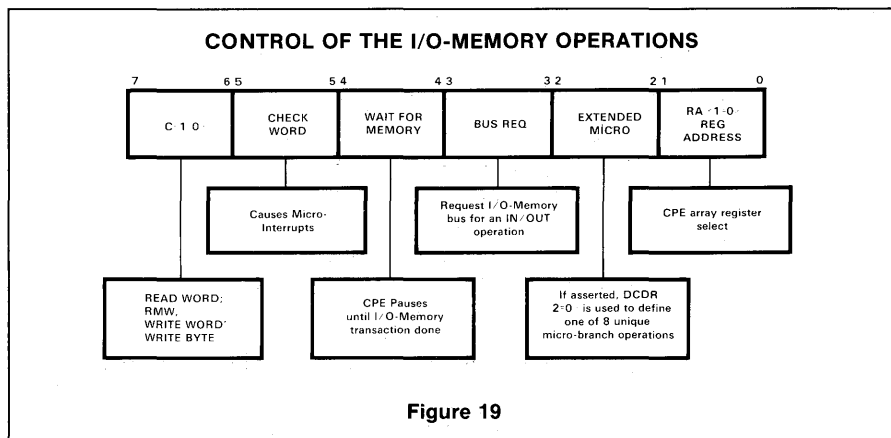 CONTROL OF THE I/O-MEMORY OPERATIONS
7 6 5 5 4 4 3 3 2 2 1 0
C-1 0-
CHECK
WORD
WAIT FOR
MEMORY
BUS REQ
EXTENDED
MICRO
RA -1-0-
REG
ADDRESS
Causes Micro-
Interrupts
Request I/O-Memory
bus for an IN/OUT
operation
CPE array register
select
READ WORD;
RMW,
WRITE WORD'
WRITE BYTE
CPE Pauses
until I/O-Memory
transaction done
If asserted, DCDR
2=0 is used to define
one of 8 unique
micro-branch operations
Figure 19